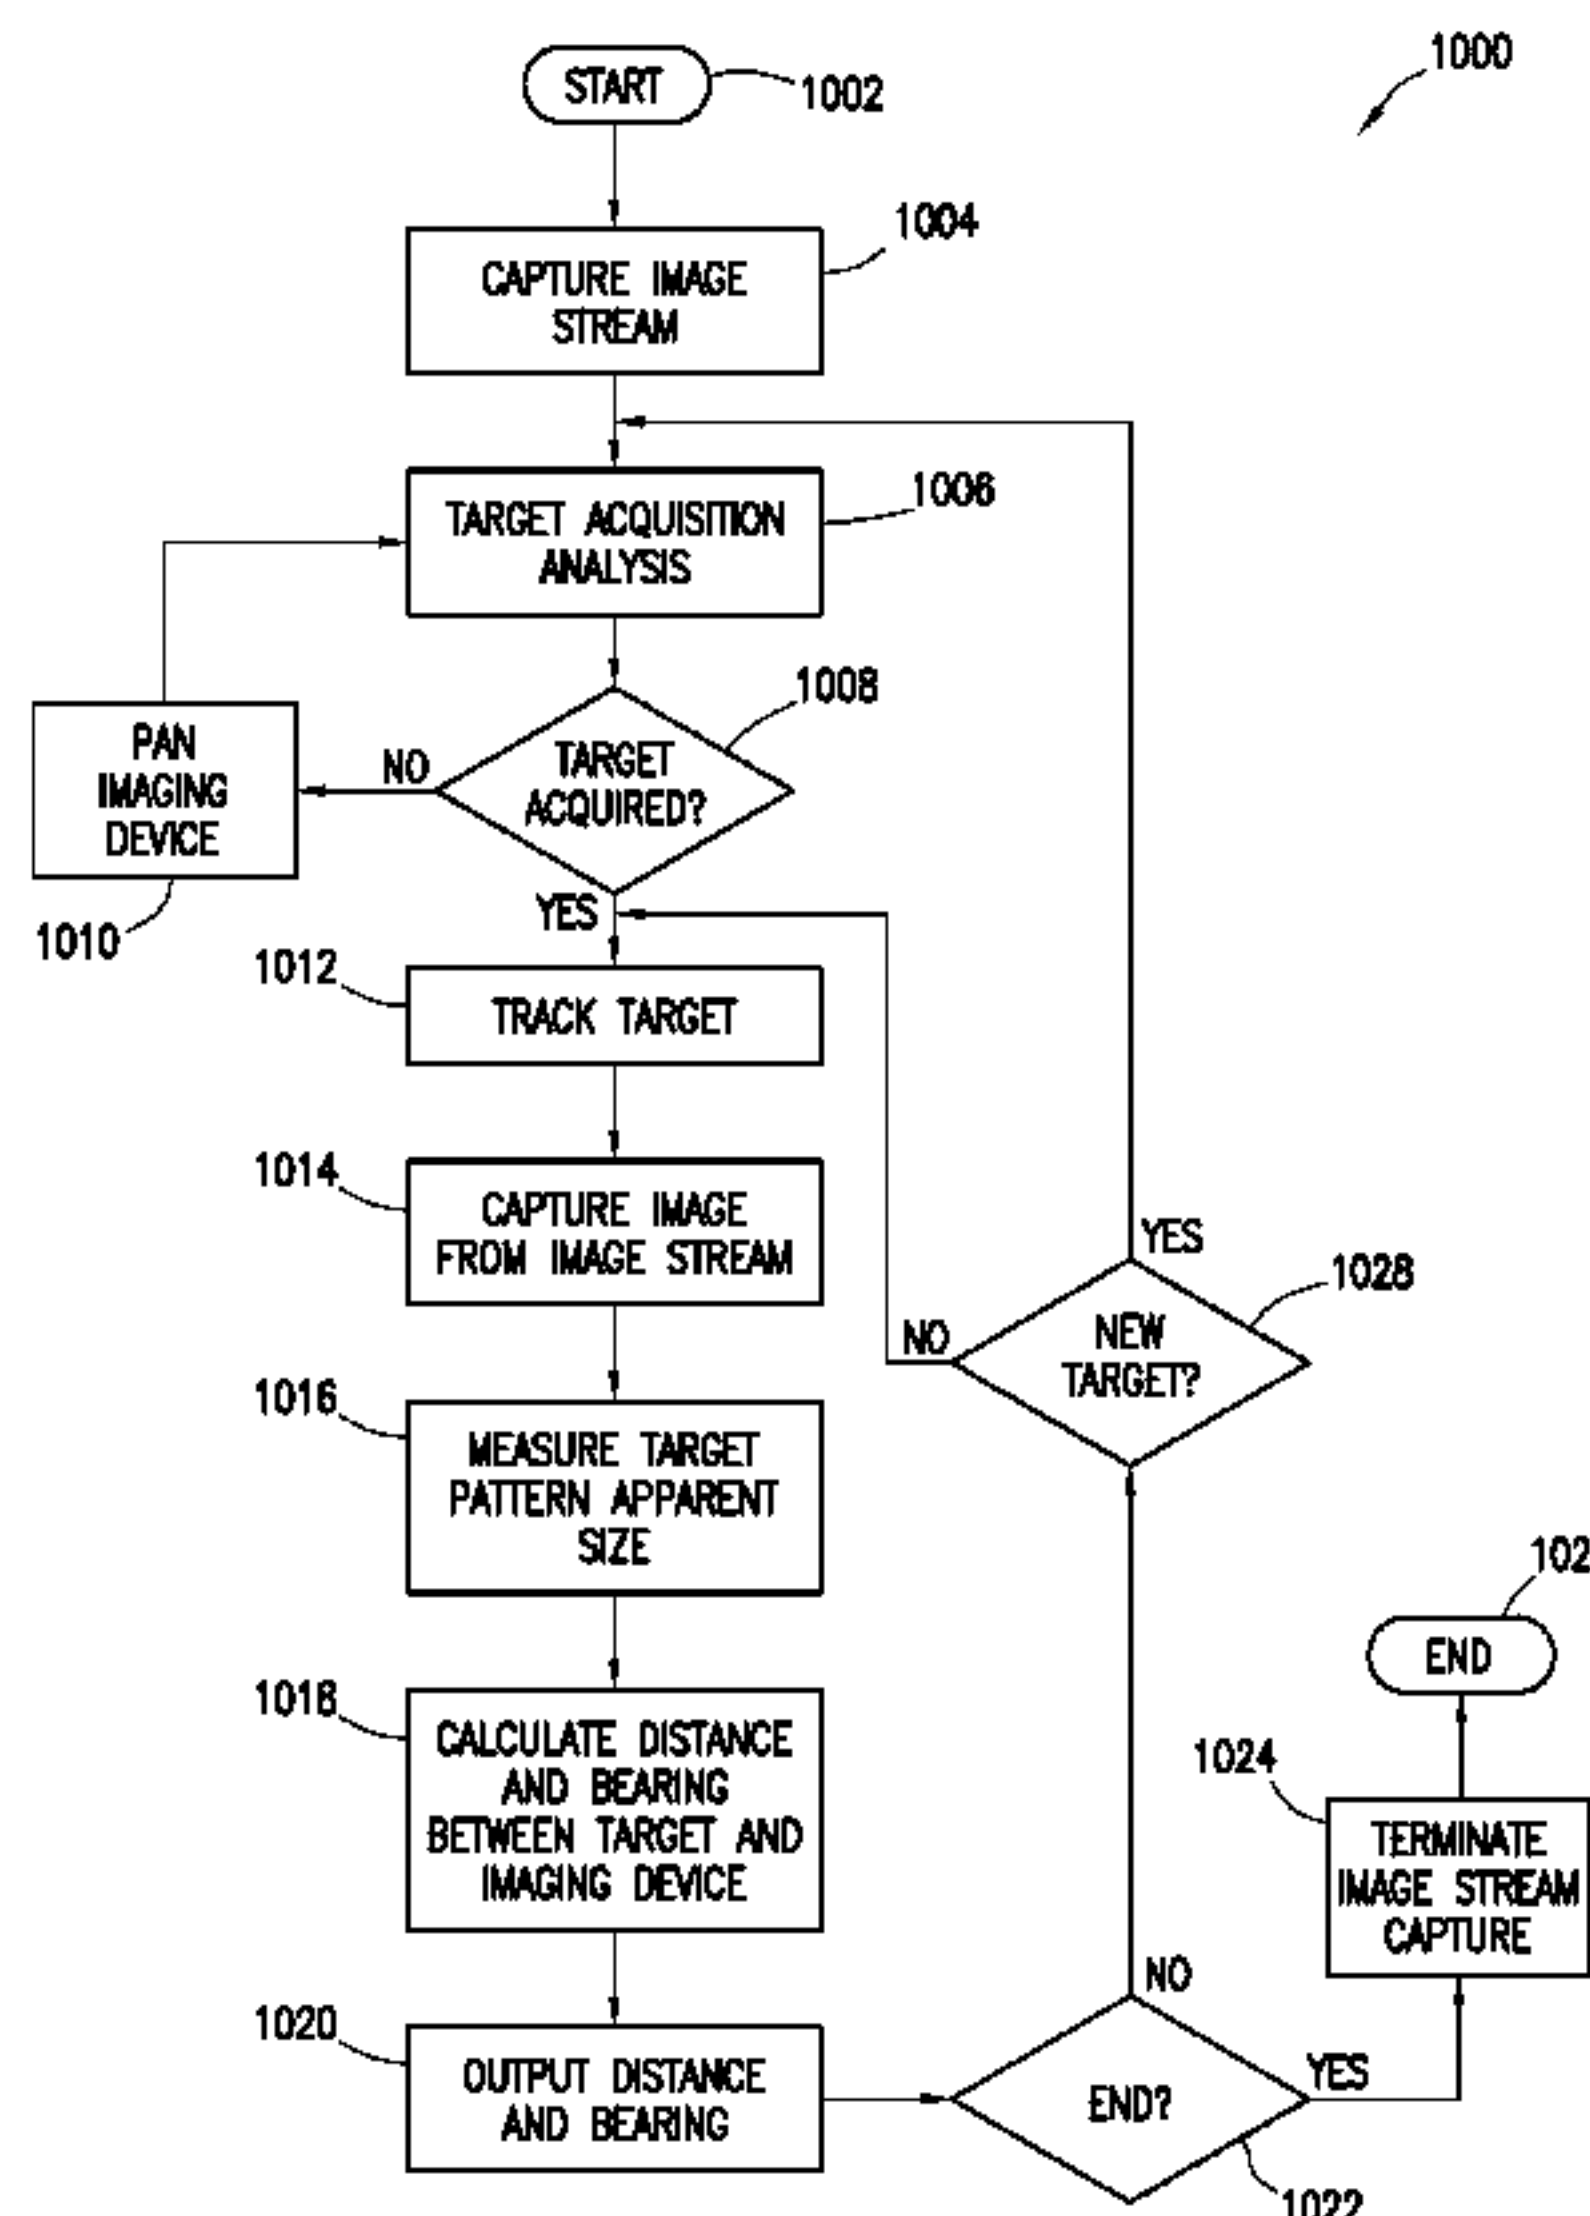 1000
START
1002
1004
CAPTURE IMAGE
STREAM
1006
TARGET ACQUISITION
ANALYSIS
1008
TARGET
ACQUIRED?
NO
PAN
IMAGING
DEVICE
1010
YES
1012
TRACK TARGET
1014
CAPTURE IMAGE
FROM IMAGE STREAM
1016
MEASURE TARGET
PATTERN APPARENT
SIZE
1018
CALCULATE DISTANCE
AND BEARING
BETWEEN TARGET AND
IMAGING DEVICE
1020
OUTPUT DISTANCE
AND BEARING
END?
1022
NO
YES
NEW
TARGET?
1028
NO
YES
1024
TERMINATE
IMAGE STREAM
CAPTURE
END
102